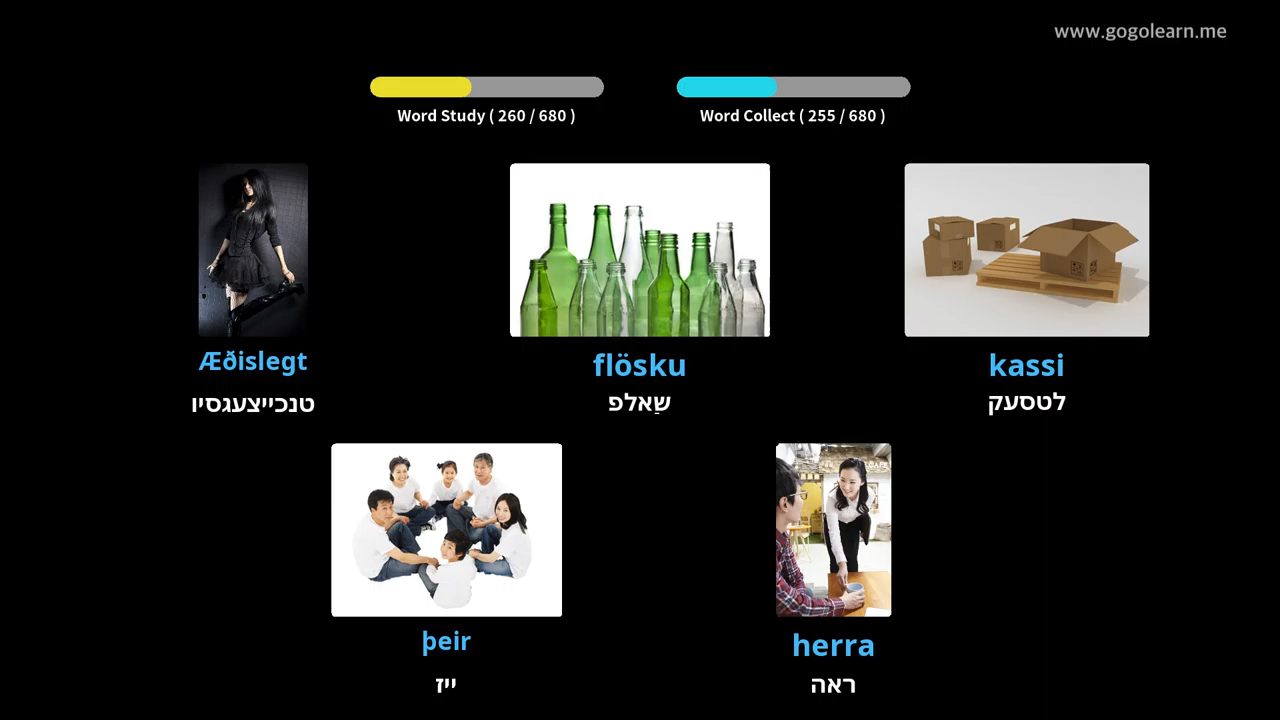 www.gogolearn.me
Word Study ( 260 / 680 )
Word Collect ( 255 / 680 )
Æðislegt
flösku
kassi
טנכייצעגסיו
שַאלפ
לטסעק
þeir
herra
ייז
ראה